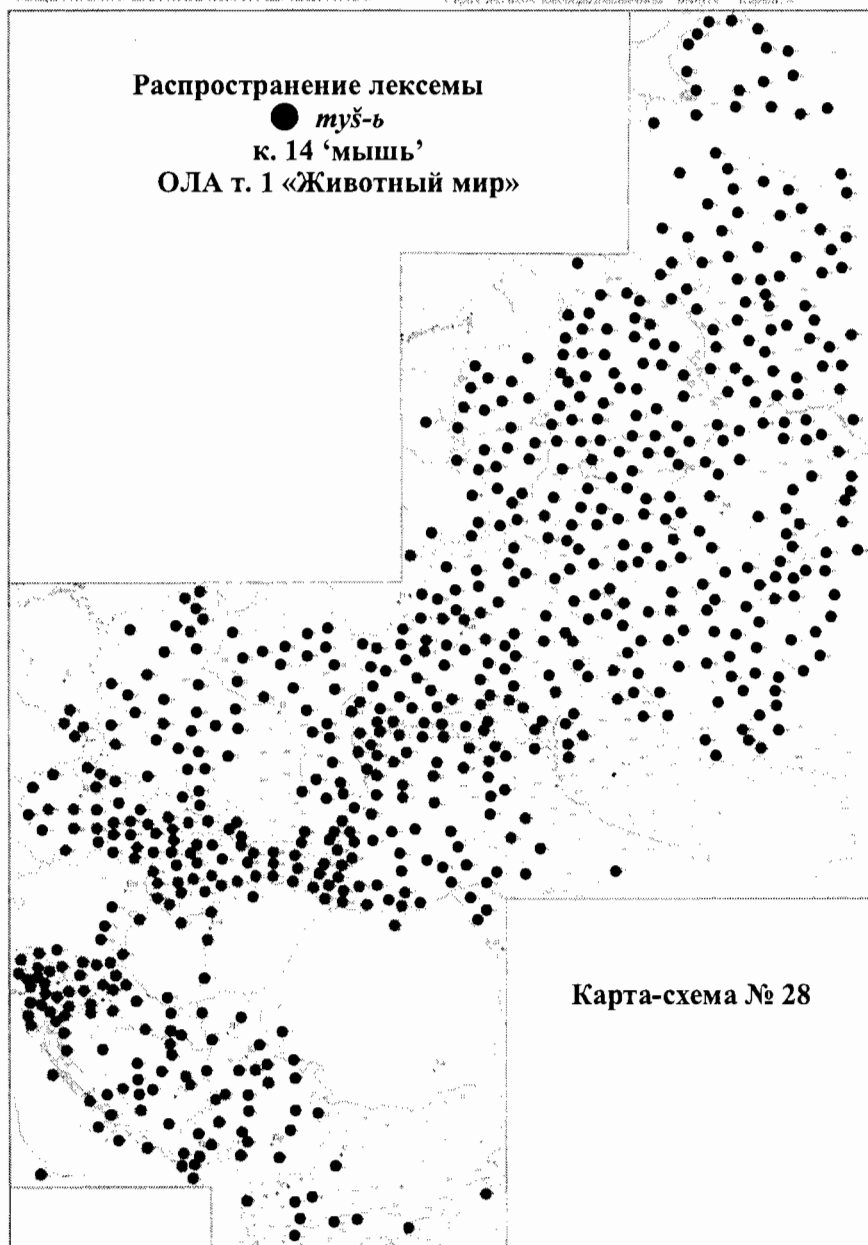 Распространение лексемы
● myš-ь
к. 14 ‘мышь’
ОЛА т. 1 «Животный мир»
Карта-схема № 28